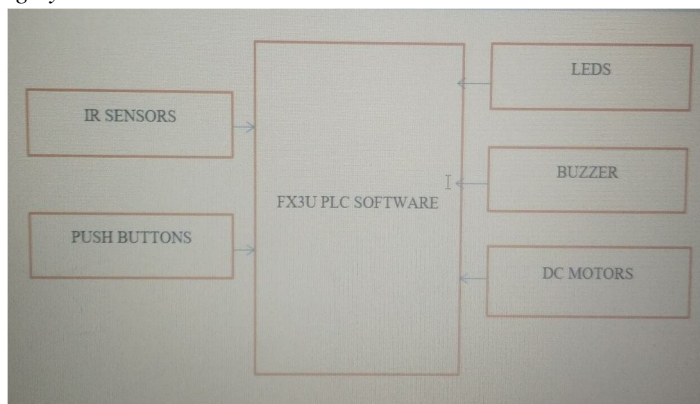 IR SENSORS
PUSH BUTTONS
FX3U PLC SOFTWARE
LEDS
BUZZER
DC MOTORS